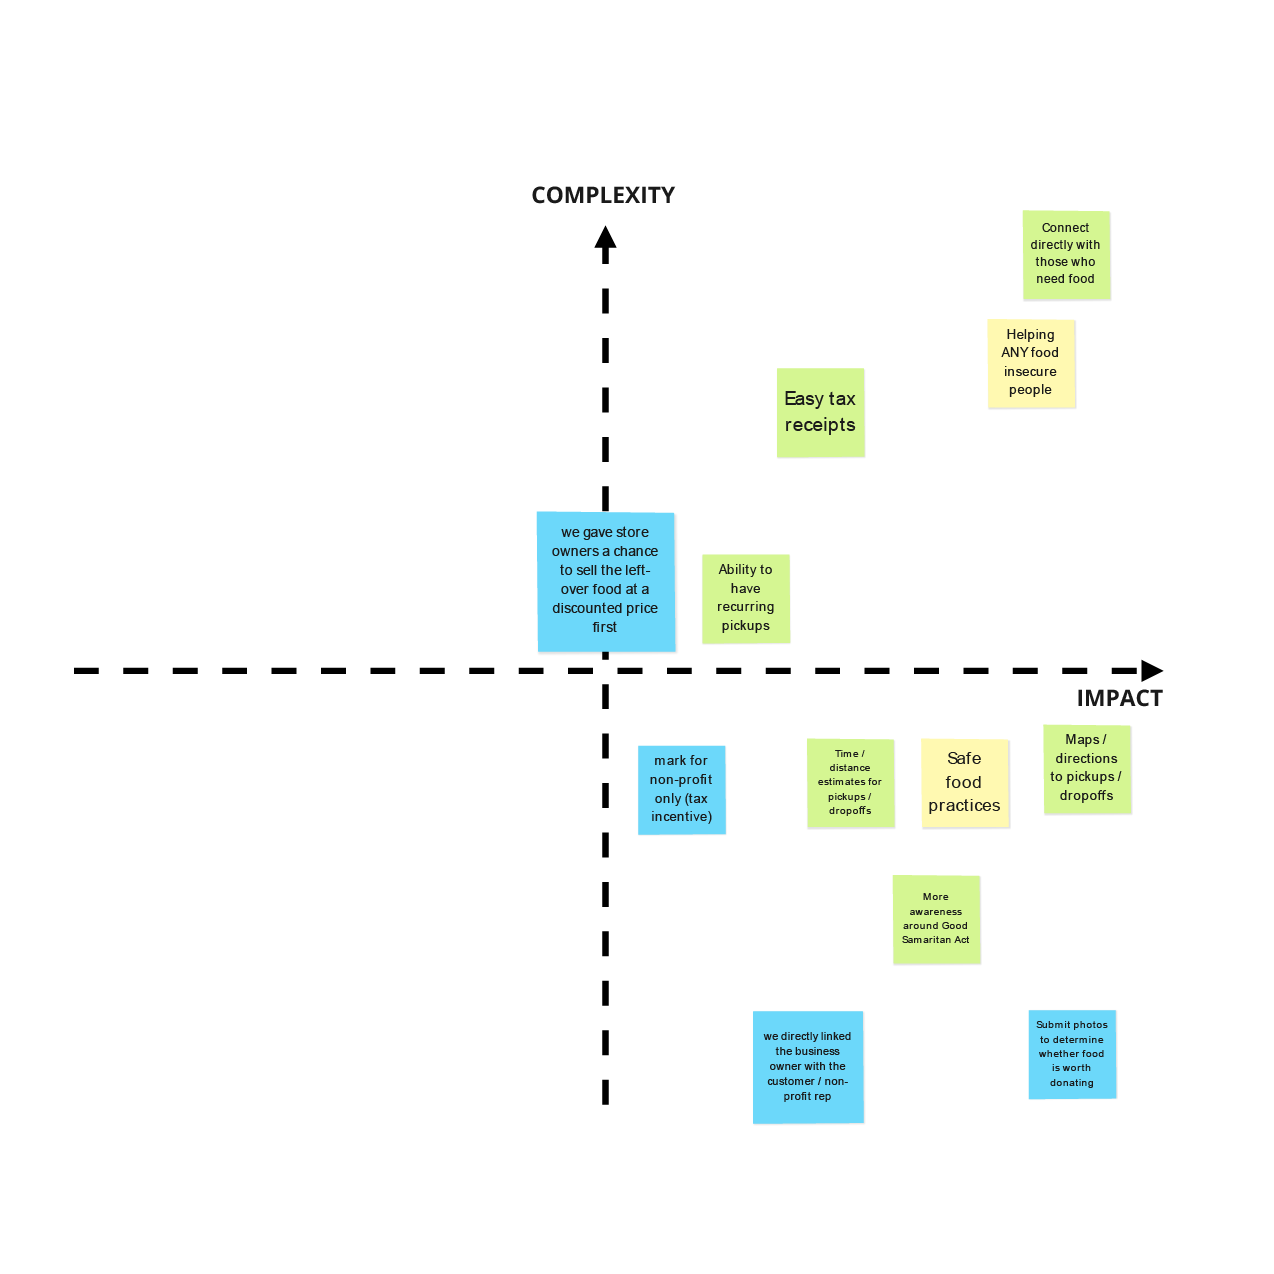 COMPLEXITY
Connect
directly with
those who
need food
Helping
ANY food
insecure
people
Easy tax
receipts
we gave store
owners a chance
to sell the left-
over food at a
discounted price
first
Ability to
have
recurring
pickups
IMPACT
mark for
non-profit
only (tax
incentive)
Time /
distance
estimates for
pickups /
dropoffs
Safe
food
practices
Maps /
directions
to pickups /
dropoffs
More
awareness
around Good
Samaritan Act
we directly linked
the business
owner with the
customer / non-
profit rep
Submit photos
to determine
whether food
is worth
donating